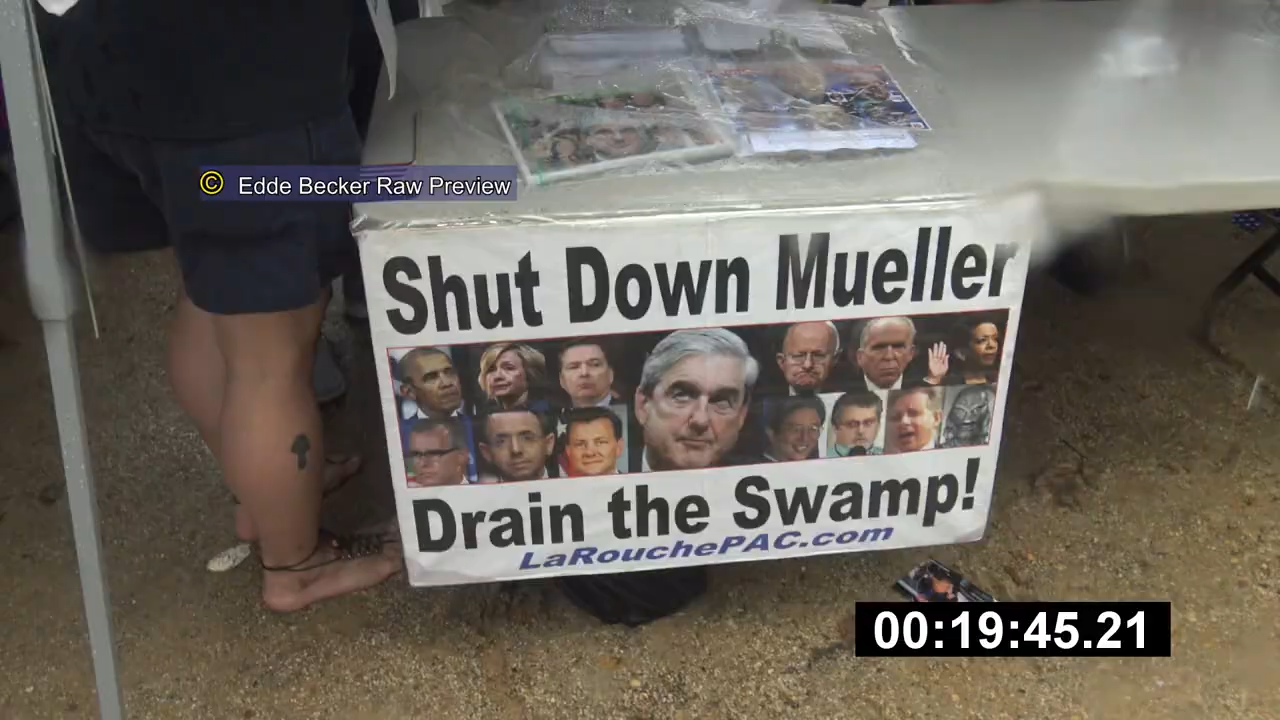 © Edde Becker Raw Preview
Shut Down Mueller
Drain the Swamp!
LaRouchePAC.com
00:19:45.21